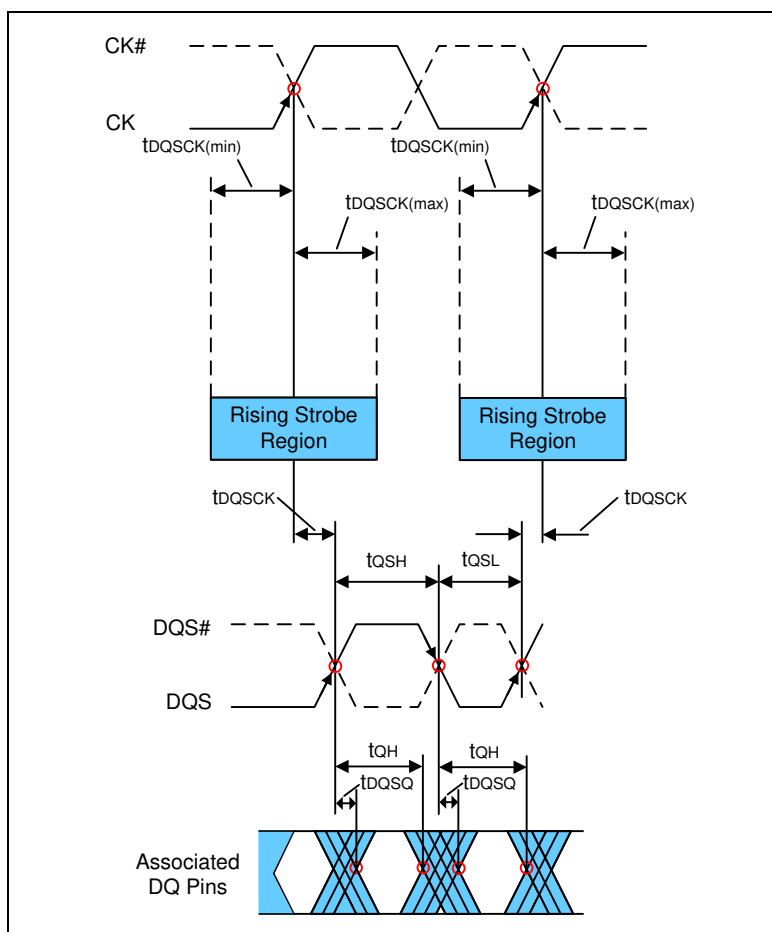 CK#
CK
tDQSCK(min)
tDQSCK(min)
tDQSCK(max)
tDQSCK(max)
Rising Strobe
Region
Rising Strobe
Region
tDQSCK
tDQSCK
tQSH
tQSL
DQS#
DQS
tQH
tQH
tDQSQ
tDQSQ
Associated
DQ Pins